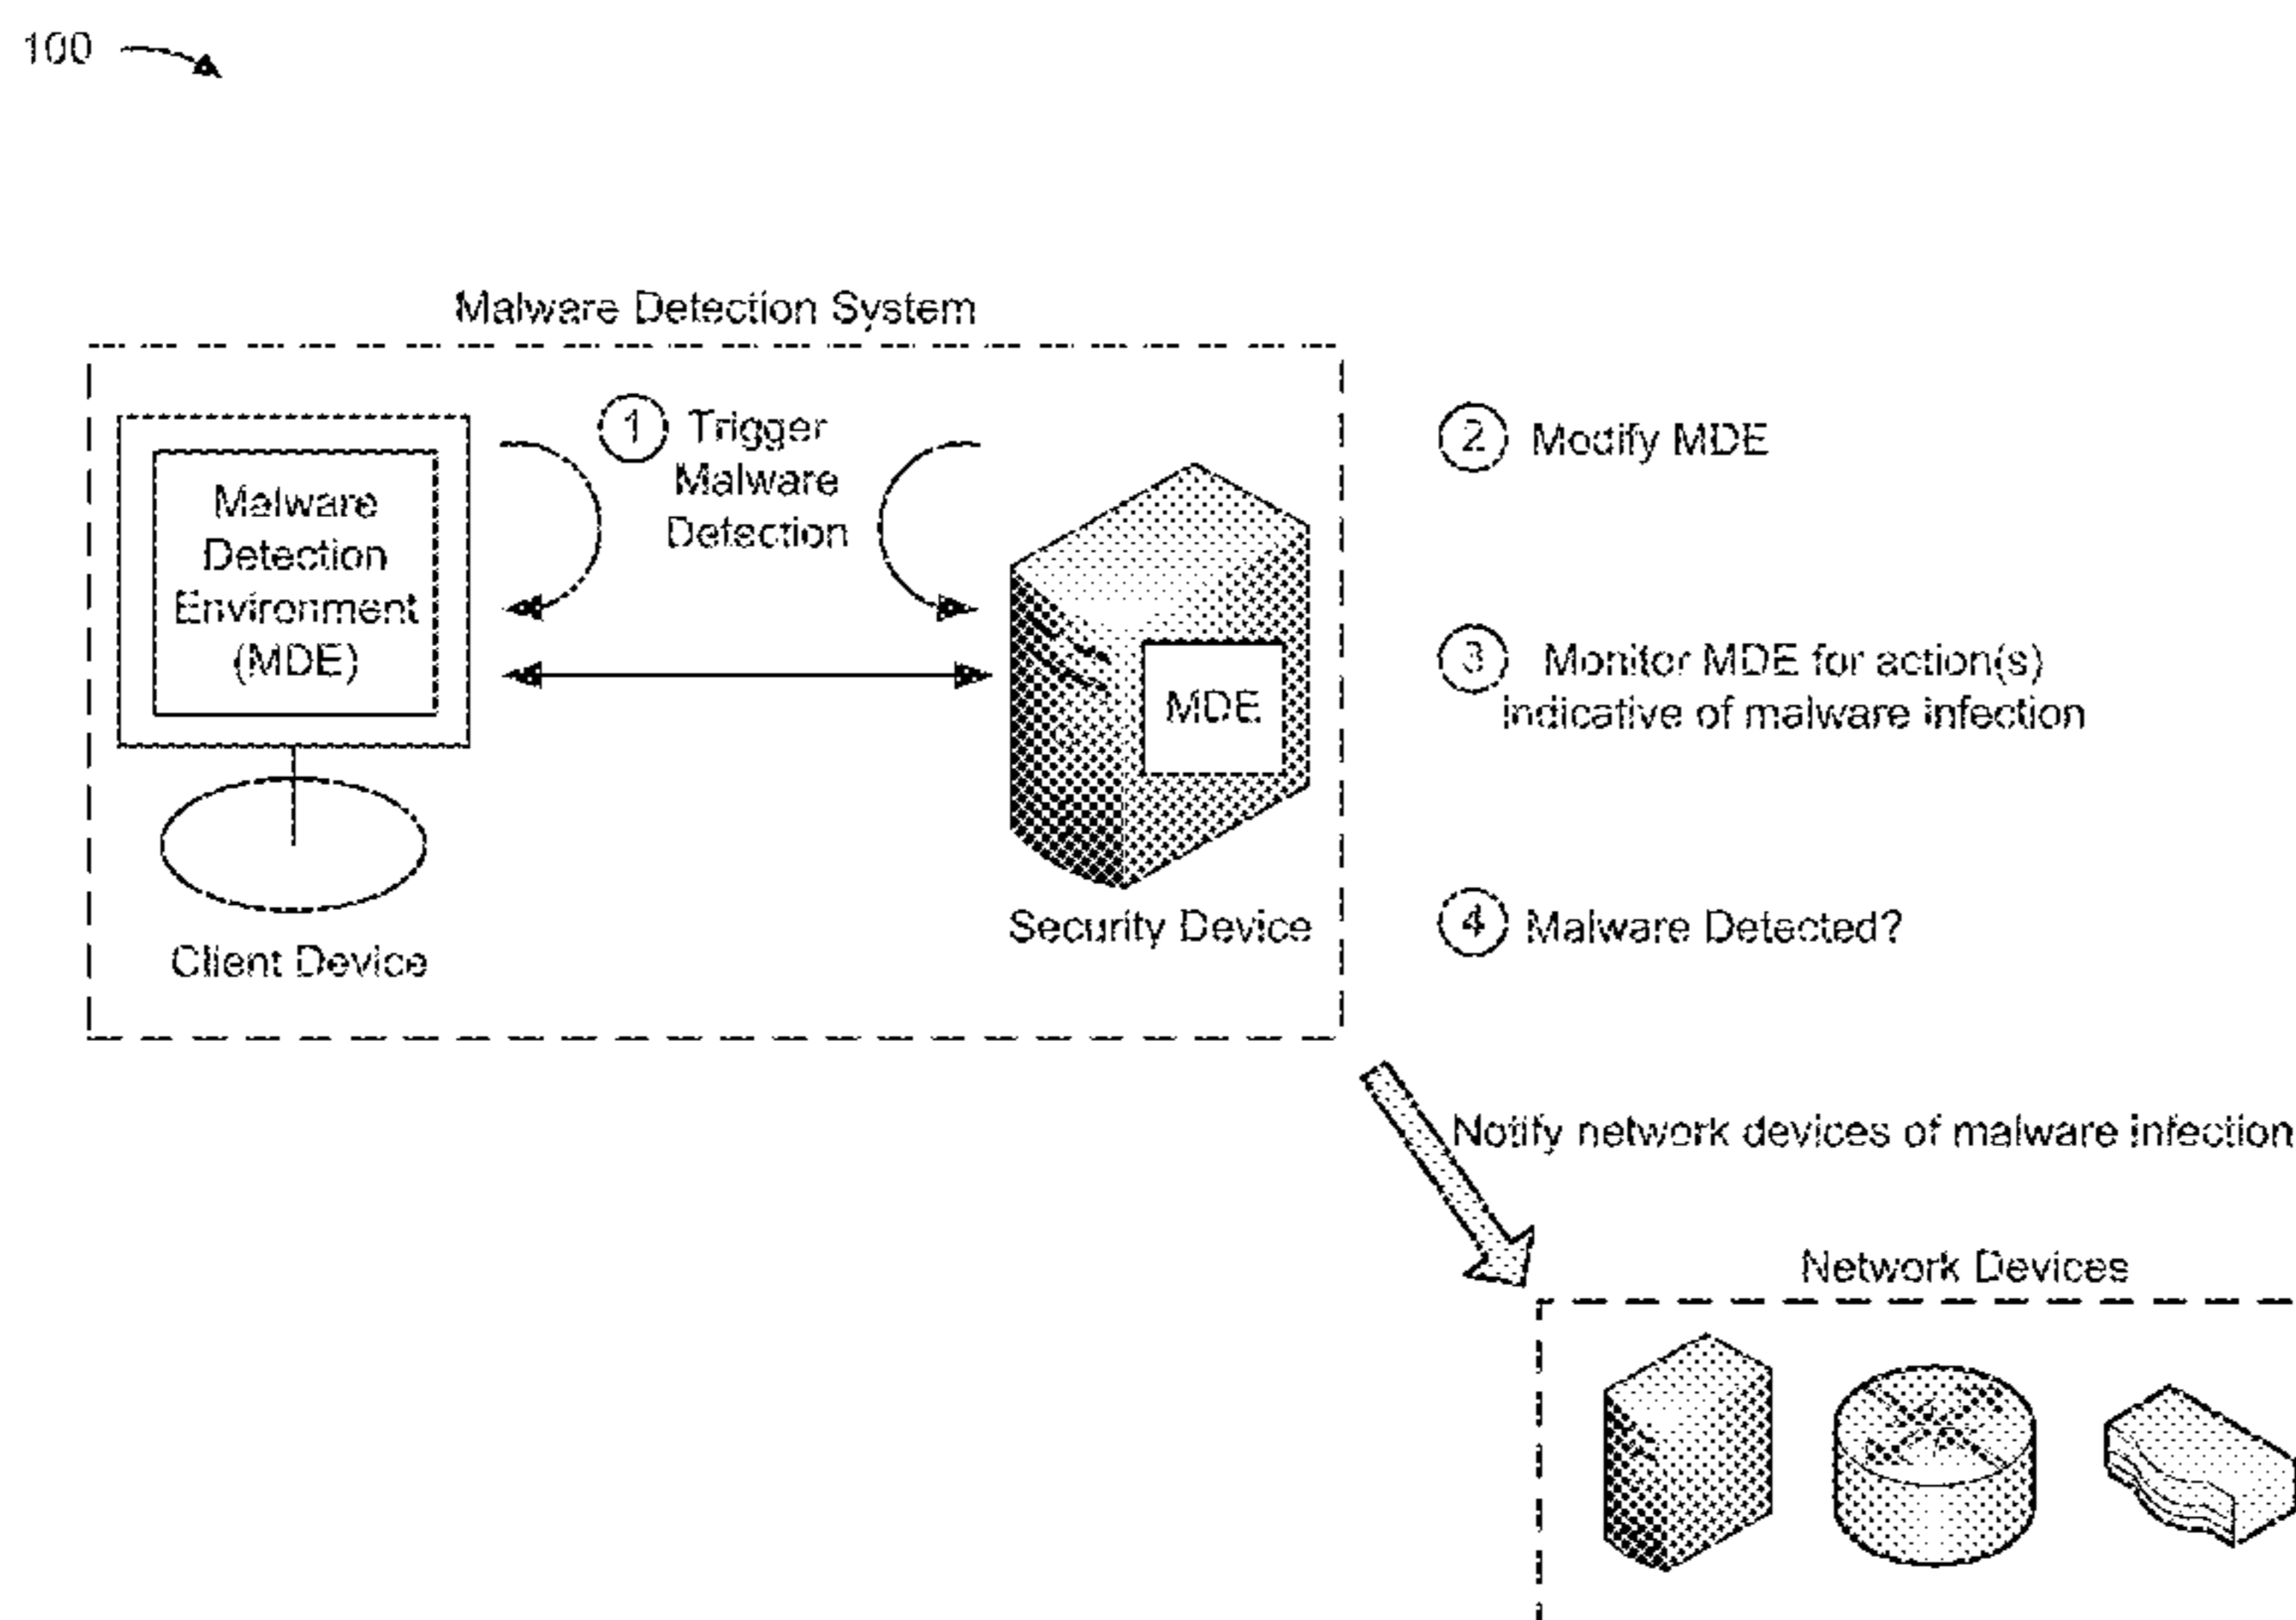 100
Malware Detection System
Malware
Detection
Environment
(MDE)
Client Device
1 Trigger
Malware
Detection
MDE
Security Device
2 Modify MDE
3 Monitor MDE for action(s)
indicative of malware infection
4 Malware Detected?
Notify network devices of malware infection
Network Devices